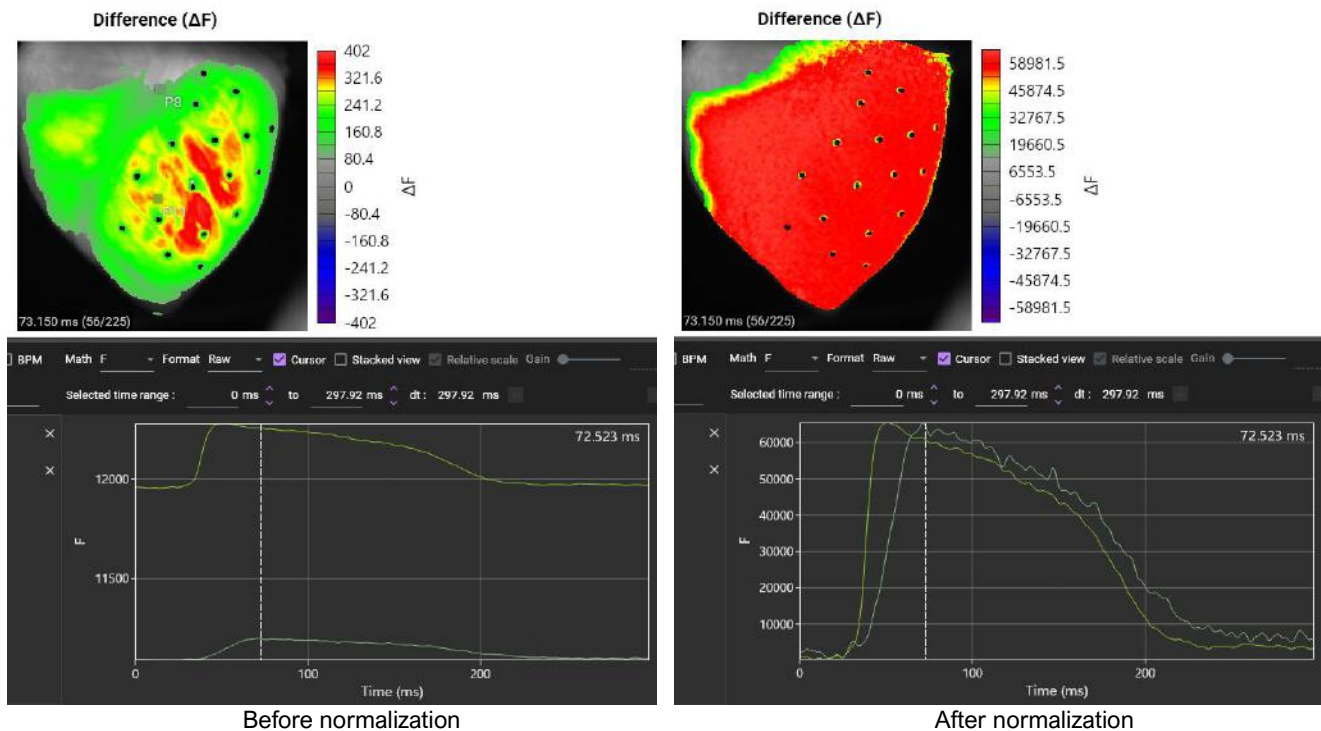 Difference (ΔF)
402
321.6
241.2
160.8
80.4
0
-80.4
-160.8
-241.2
-321.6
-402
ΔF
P8
73.150 ms (56/225)
BPM Math F Format Raw Cursor Stacked view Relative scale Gain
Selected time range : 0 ms to 297.92 ms dt : 297.92 ms
72.523 ms
12000
11500
F
0 100 200
Time (ms)
Before normalization
Difference (ΔF)
58981.5
45874.5
32767.5
19660.5
6553.5
-6553.5
-19660.5
-32767.5
-45874.5
-58981.5
ΔF
73.150 ms (56/225)
BPM Math F Format Raw Cursor Stacked view Relative scale Gain
Selected time range : 0 ms to 297.92 ms dt : 297.92 ms
72.523 ms
60000
50000
40000
30000
20000
10000
F
0 100 200
Time (ms)
After normalization